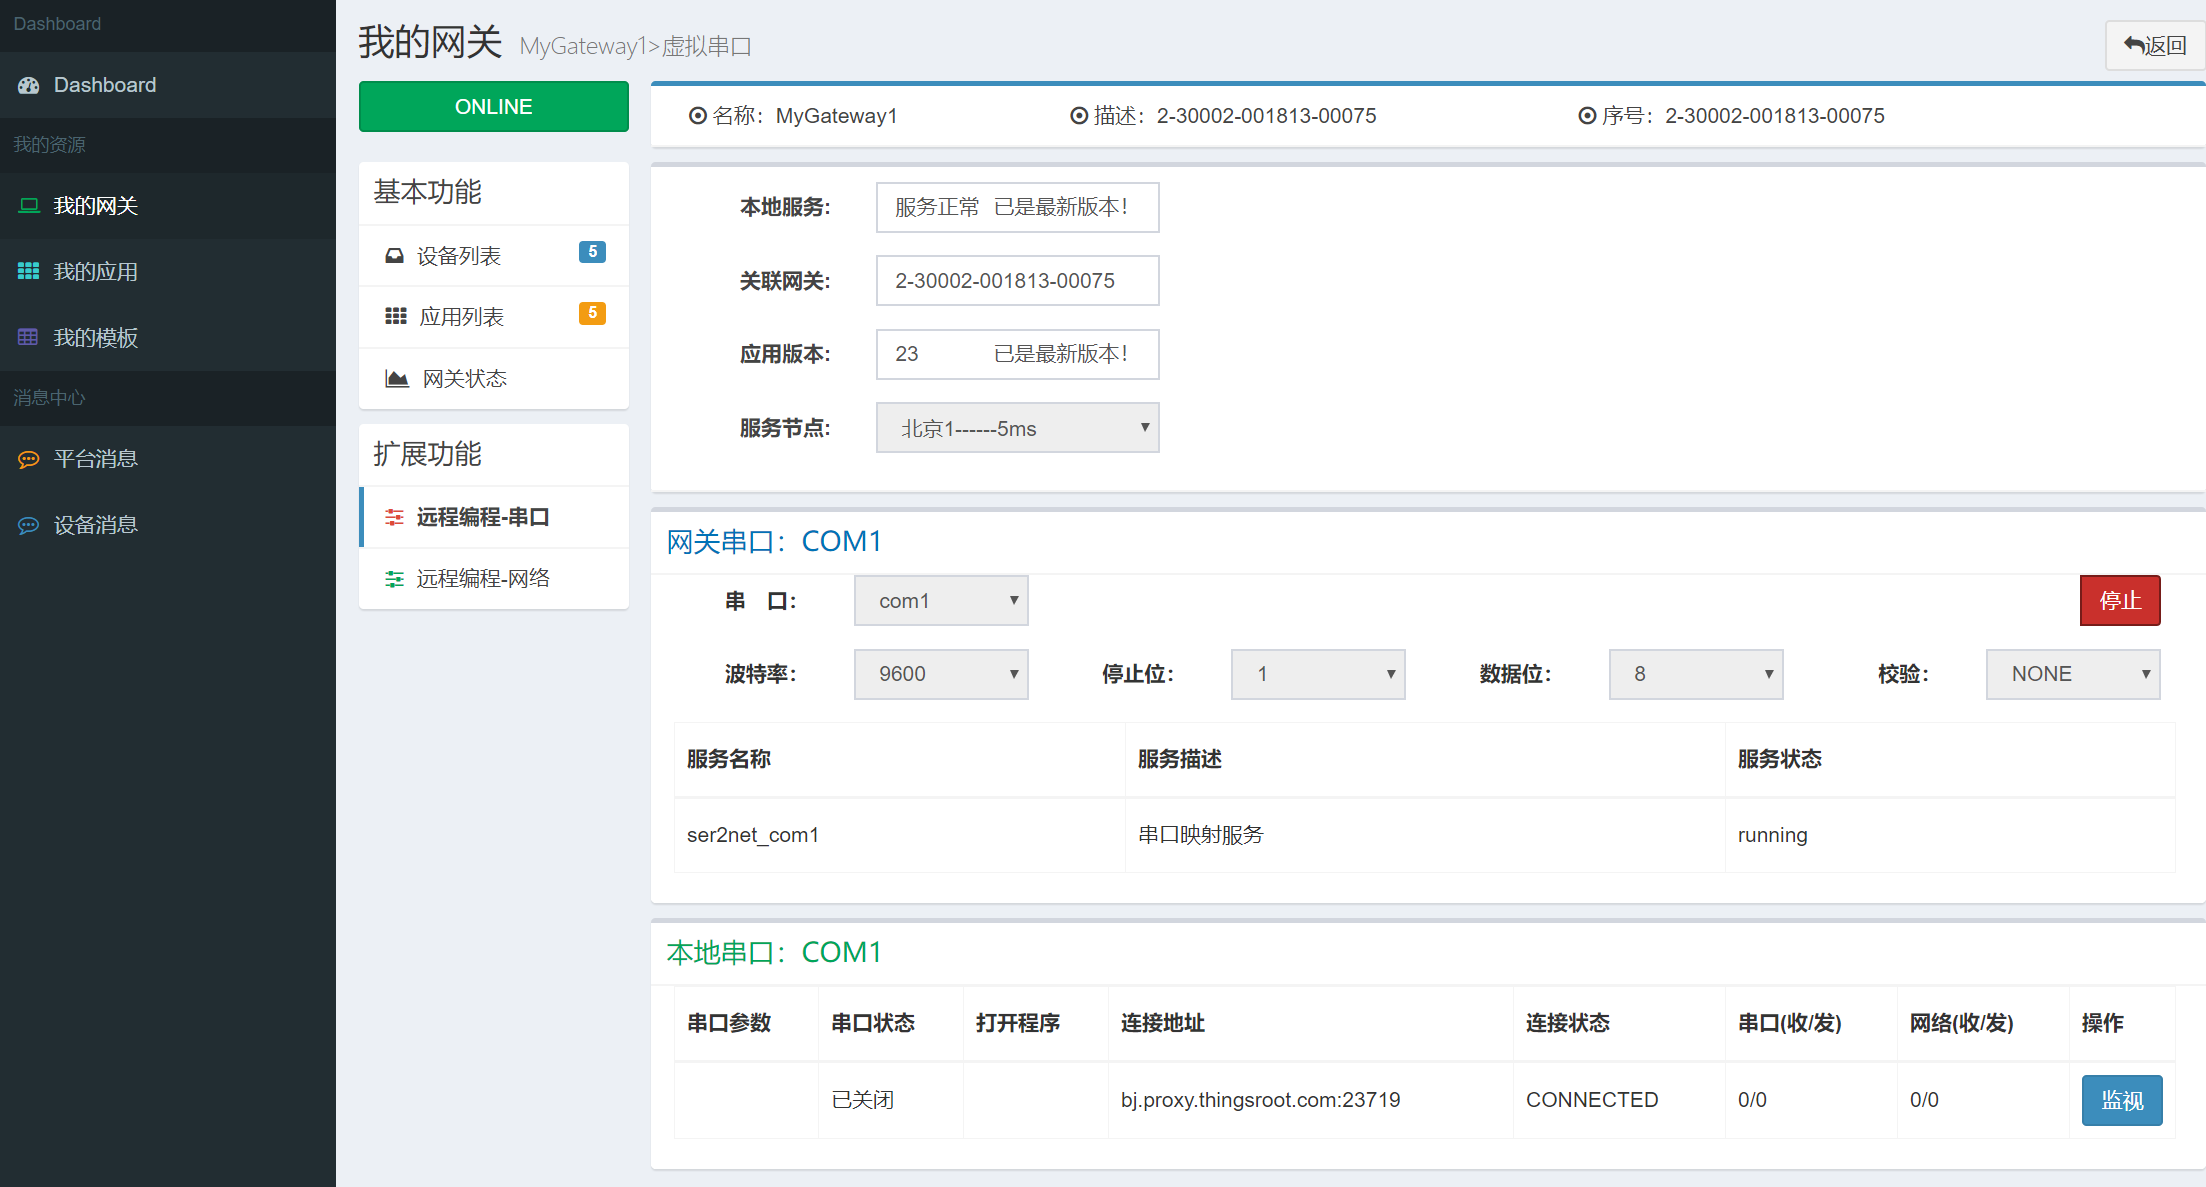 Dashboard
Dashboard
我的资源
我的网关
我的应用
我的模板
消息中心
平台消息
设备消息
我的网关 MyGateway1>虚拟串口
返回
ONLINE
基本功能
设备列表 5
应用列表 5
网关状态
扩展功能
远程编程-串口
远程编程-网络
名称：MyGateway1 描述：2-30002-001813-00075 序号：2-30002-001813-00075
本地服务: 服务正常 已是最新版本!
关联网关: 2-30002-001813-00075
应用版本: 23 已是最新版本!
服务节点: 北京1------5ms
网关串口：COM1
串 口： com1 停止
波特率： 9600 停止位： 1 数据位： 8 校验： NONE
服务名称 服务描述 服务状态
ser2net_com1 串口映射服务 running
本地串口：COM1
串口参数 串口状态 打开程序 连接地址 连接状态 串口(收/发) 网络(收/发) 操作
已关闭 bj.proxy.thingsroot.com:23719 CONNECTED 0/0 0/0 监视